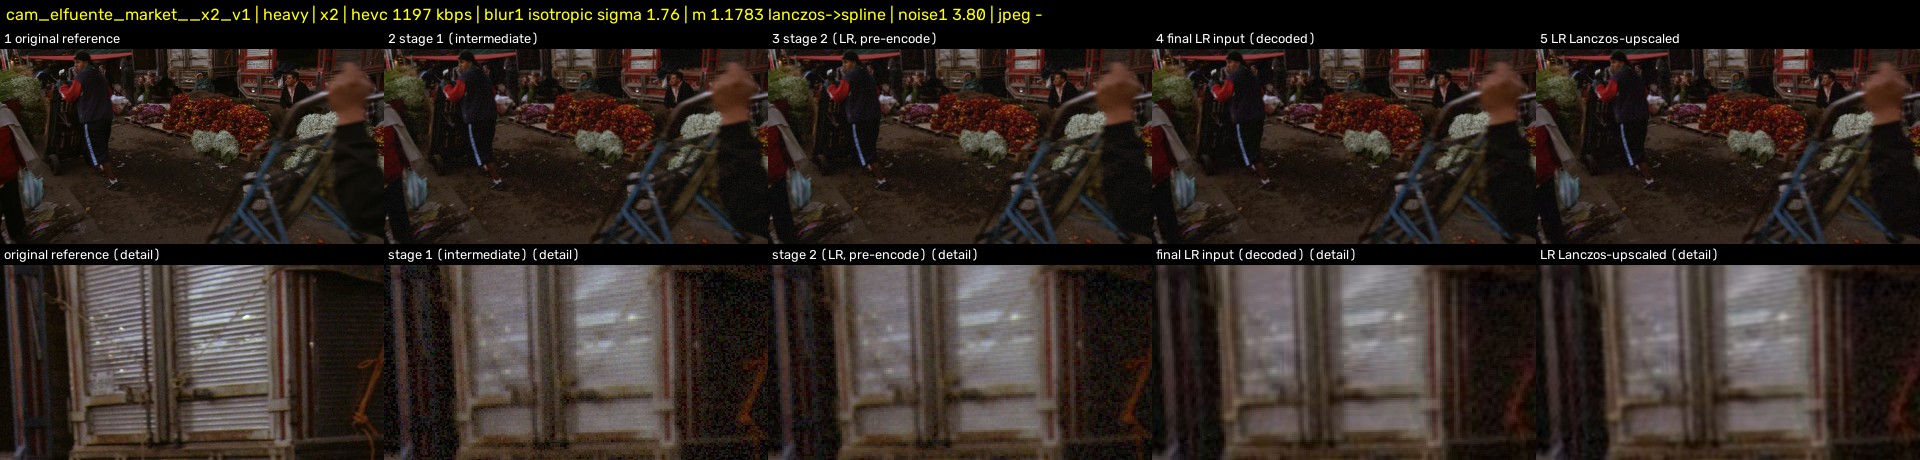 cam_elfuente_market__x2_v1 | heavy | x2 | hevc 1197 kbps | blur1 isotropic sigma 1.76 | m 1.1783 lanczos->spline | noise1 3.80 | jpeg -
1 original reference
2 stage 1 (intermediate)
3 stage 2 (LR, pre-encode)
4 final LR input (decoded)
5 LR Lanczos-upscaled
original reference (detail)
stage 1 (intermediate) (detail)
stage 2 (LR, pre-encode) (detail)
final LR input (decoded) (detail)
LR Lanczos-upscaled (detail)